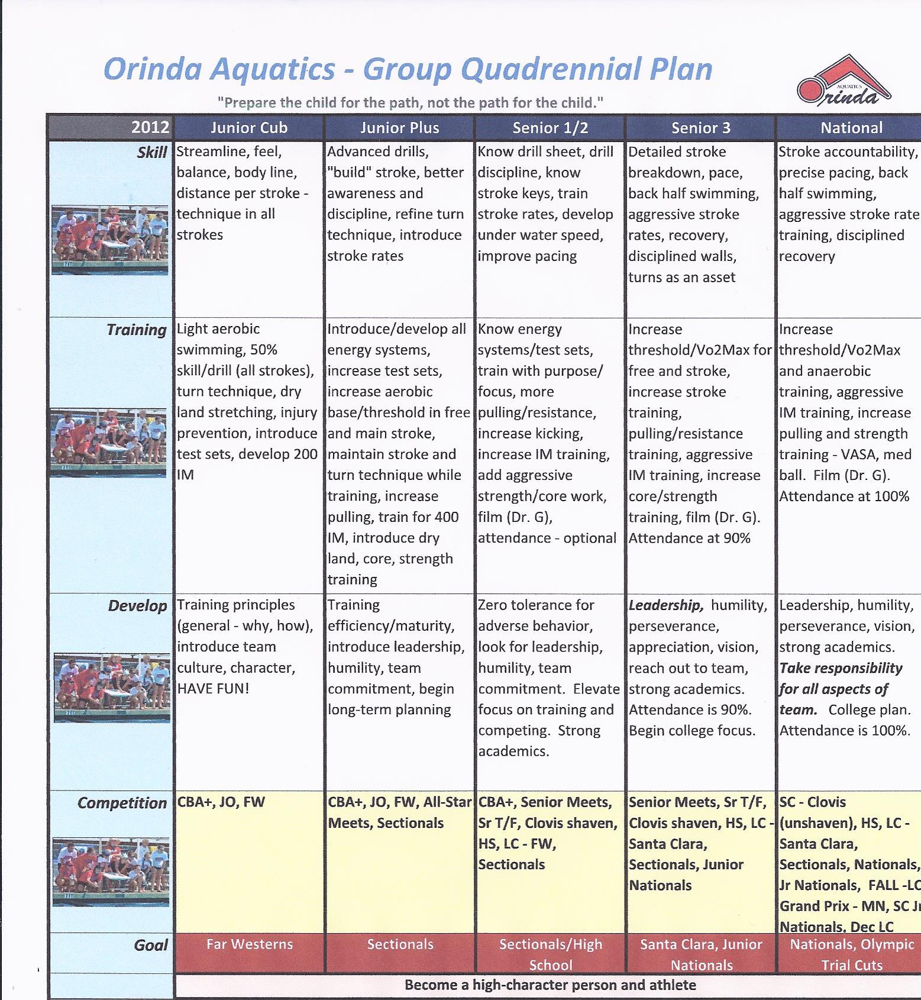 Orinda Aquatics - Group Quadrennial Plan
AQUATICS
Orinda
"Prepare the child for the path, not the path for the child."
2012
Junior Cub
Junior Plus
Senior 1/2
Senior 3
National
Skill
Streamline, feel,
balance, body line,
distance per stroke -
technique in all
strokes
Advanced drills,
"build" stroke, better
awareness and
discipline, refine turn
technique, introduce
stroke rates
Know drill sheet, drill
discipline, know
stroke keys, train
stroke rates, develop
under water speed,
improve pacing
Detailed stroke
breakdown, pace,
back half swimming,
aggressive stroke
rates, recovery,
disciplined walls,
turns as an asset
Stroke accountability,
precise pacing, back
half swimming,
aggressive stroke rate
training, disciplined
recovery
Training
Light aerobic
swimming, 50%
skill/drill (all strokes),
turn technique, dry
land stretching, injury
prevention, introduce
test sets, develop 200
IM
Introduce/develop all
energy systems,
increase test sets,
increase aerobic
base/threshold in free
and main stroke,
maintain stroke and
turn technique while
training, increase
pulling, train for 400
IM, introduce dry
land, core, strength
training
Know energy
systems/test sets,
train with purpose/
focus, more
pulling/resistance,
increase kicking,
increase IM training,
add aggressive
strength/core work,
film (Dr. G),
attendance - optional
Increase
threshold/Vo2Max for
free and stroke,
increase stroke
training,
pulling/resistance
training, aggressive
IM training, increase
core/strength
training, film (Dr. G).
Attendance at 90%
Increase
threshold/Vo2Max
and anaerobic
training, aggressive
IM training, increase
pulling and strength
training - VASA, med
ball.  Film (Dr. G).
Attendance at 100%
Develop
Training principles
(general - why, how),
introduce team
culture, character,
HAVE FUN!
Training
efficiency/maturity,
introduce leadership,
humility, team
commitment, begin
long-term planning
Zero tolerance for
adverse behavior,
look for leadership,
humility, team
commitment.  Elevate
focus on training and
competing.  Strong
academics.
Leadership,  humility,
perseverance,
appreciation, vision,
reach out to team,
strong academics.
Attendance is 90%.
Begin college focus.
Leadership, humility,
perseverance, vision,
strong academics.
Take responsibility
for all aspects of
team.  College plan.
Attendance is 100%.
Competition
CBA+, JO, FW
CBA+, JO, FW, All-Star
Meets, Sectionals
CBA+, Senior Meets,
Sr T/F, Clovis shaven,
HS, LC - FW,
Sectionals
Senior Meets, Sr T/F,
Clovis shaven, HS, LC -
Santa Clara,
Sectionals, Junior
Nationals
SC - Clovis
(unshaven), HS, LC -
Santa Clara,
Sectionals, Nationals,
Jr Nationals,  FALL -LC
Grand Prix - MN, SC Jr
Nationals, Dec LC
Goal
Far Westerns
Sectionals
Sectionals/High
School
Santa Clara, Junior
Nationals
Nationals, Olympic
Trial Cuts
Become a high-character person and athlete